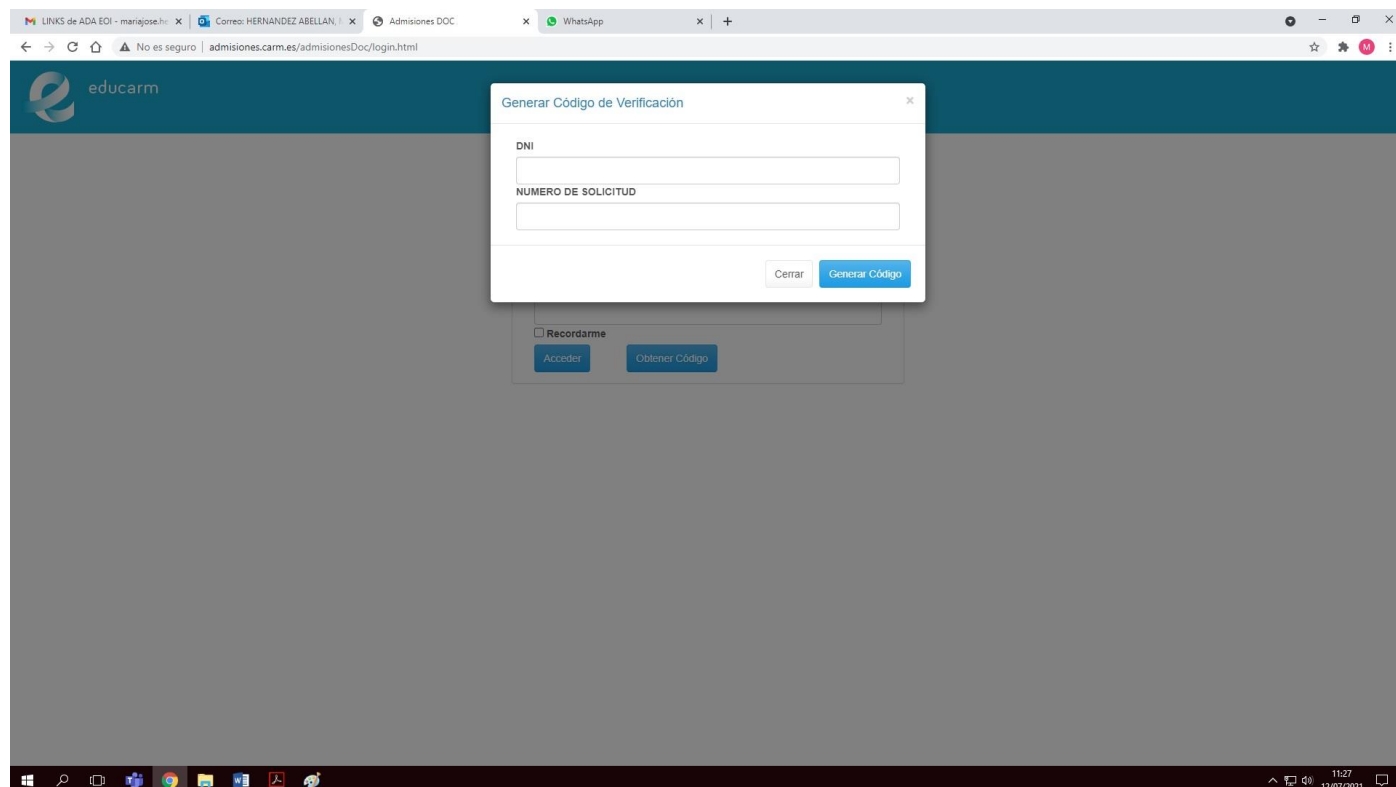 LINKS de ADA EOI - mariajose.he
Correo: HERNANDEZ ABELLAN,
Admisiones DOC
WhatsApp
No es seguro | admisiones.carm.es/admisionesDoc/login.html
M
educarm
Generar Código de Verificación
DNI
NUMERO DE SOLICITUD
Cerrar
Generar Código
Recordarme
Acceder
Obtener Código
11:27